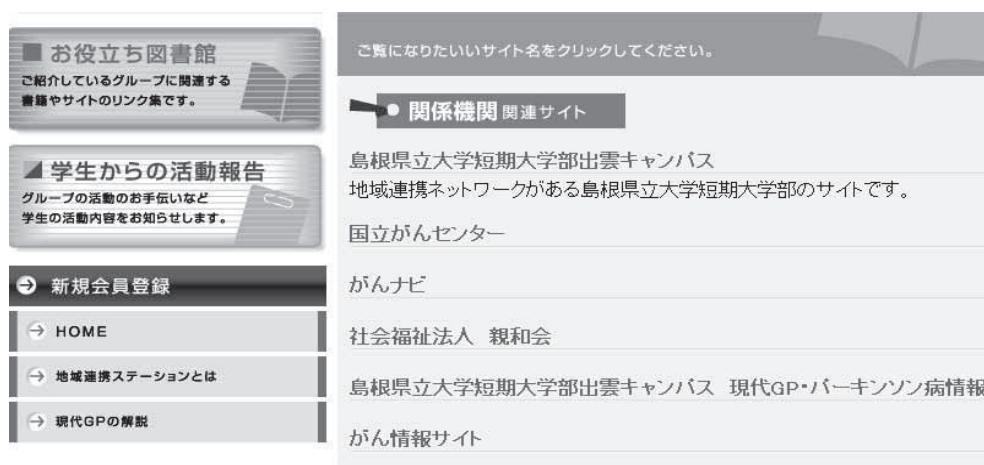 お役立ち図書館
ご紹介しているグループに関連する
書籍やサイトのリンク集です。
学生からの活動報告
グループの活動のお手伝いなど
学生の活動内容をお知らせします。
新規会員登録
HOME
地域連携ステーションとは
現代GPの解説
ご覧になりたいいサイト名をクリックしてください。
関係機関 関連サイト
島根県立大学短期大学部出雲キャンパス
地域連携ネットワークがある島根県立大学短期大学部のサイトです。
国立がんセンター
がんナビ
社会福祉法人 親和会
島根県立大学短期大学部出雲キャンパス 現代GP・パーキンソン病情報
がん情報サイト